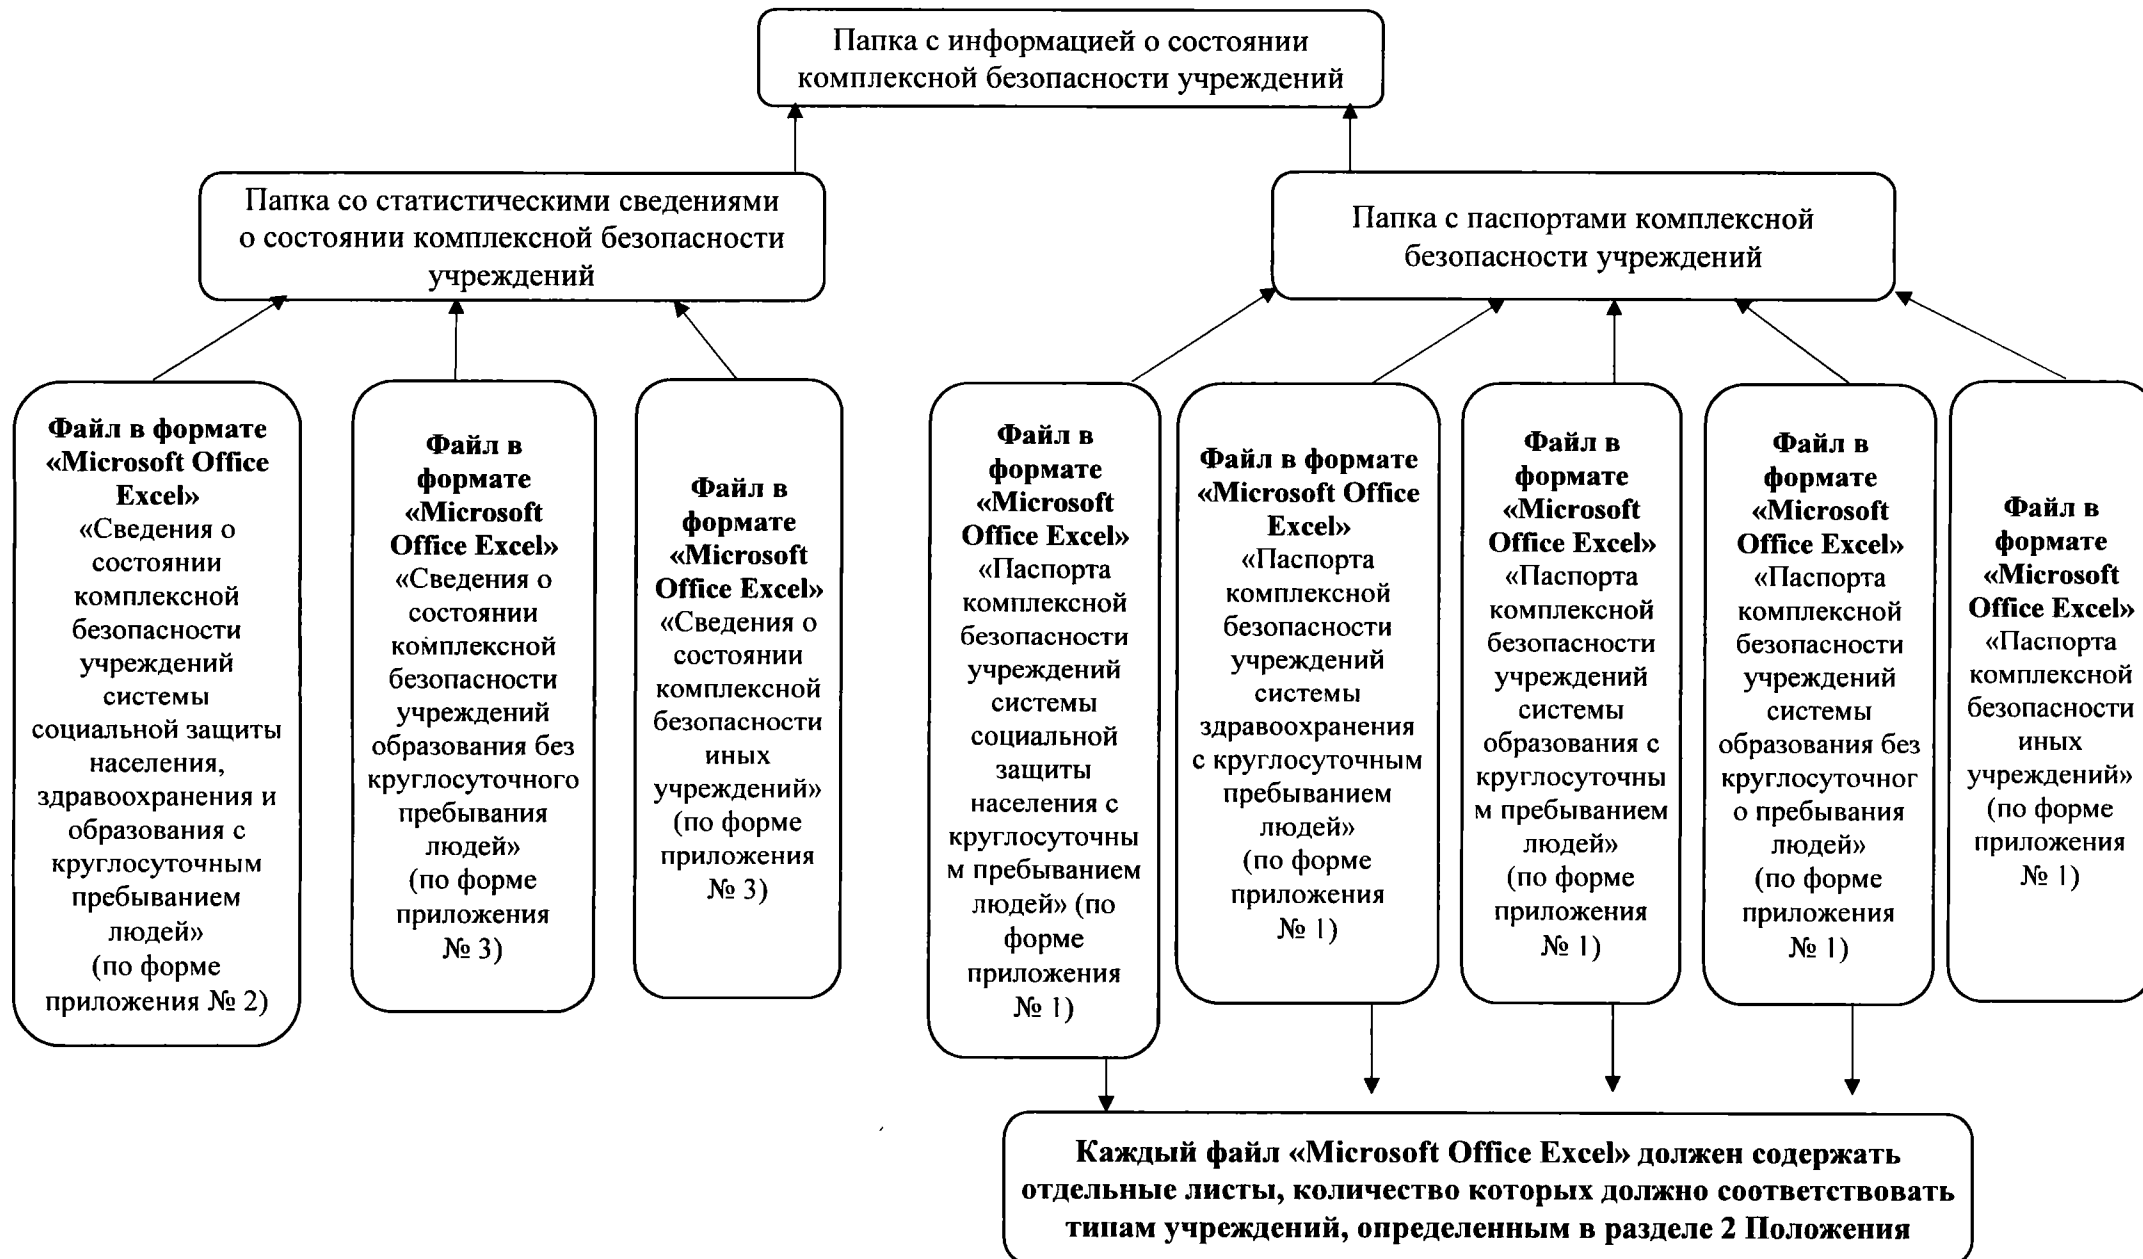 Папка с информацией о состоянии
комплексной безопасности учреждений
Папка со статистическими сведениями
о состоянии комплексной безопасности
учреждений
Папка с паспортами комплексной
безопасности учреждений
Файл в формате
«Microsoft Office
Excel»
«Сведения о
состоянии
комплексной
безопасности
учреждений
системы
социальной защиты
населения,
здравоохранения и
образования с
круглосуточным
пребыванием
людей»
(по форме
приложения № 2)
Файл в
формате
«Microsoft
Office Excel»
«Сведения о
состоянии
комплексной
безопасности
учреждений
образования без
круглосуточного
пребывания
людей»
(по форме
приложения
№ 3)
Файл в
формате
«Microsoft
Office Excel»
«Сведения о
состоянии
комплексной
безопасности
иных
учреждений»
(по форме
приложения
№ 3)
Файл в
формате
«Microsoft
Office Excel»
«Паспорта
комплексной
безопасности
учреждений
системы
социальной
защиты
населения с
круглосуточны
м пребыванием
людей» (по
форме
приложения
№ 1)
Файл в формате
«Microsoft Office
Excel»
«Паспорта
комплексной
безопасности
учреждений
системы
здравоохранения
с круглосуточным
пребыванием
людей»
(по форме
приложения
№ 1)
Файл в
формате
«Microsoft
Office Excel»
«Паспорта
комплексной
безопасности
учреждений
системы
образования с
круглосуточны
м пребыванием
людей»
(по форме
приложения
№ 1)
Файл в
формате
«Microsoft
Office Excel»
«Паспорта
комплексной
безопасности
учреждений
системы
образования без
круглосуточног
о пребывания
людей»
(по форме
приложения
№ 1)
Файл в
формате
«Microsoft
Office Excel»
«Паспорта
комплексной
безопасности
иных
учреждений»
(по форме
приложения
№ 1)
Каждый файл «Microsoft Office Excel» должен содержать
отдельные листы, количество которых должно соответствовать
типам учреждений, определенным в разделе 2 Положения